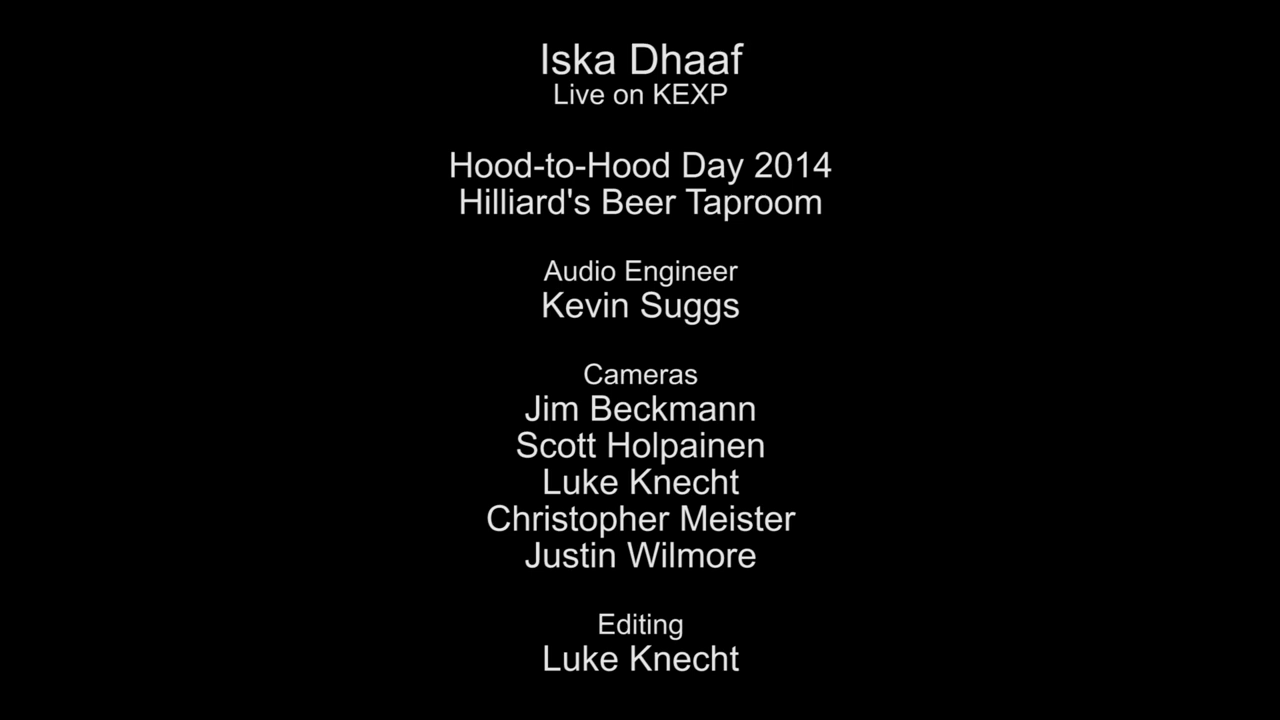 Iska Dhaaf
Live on KEXP
Hood-to-Hood Day 2014
Hilliard's Beer Taproom
Audio Engineer
Kevin Suggs
Cameras
Jim Beckmann
Scott Holpainen
Luke Knecht
Christopher Meister
Justin Wilmore
Editing
Luke Knecht